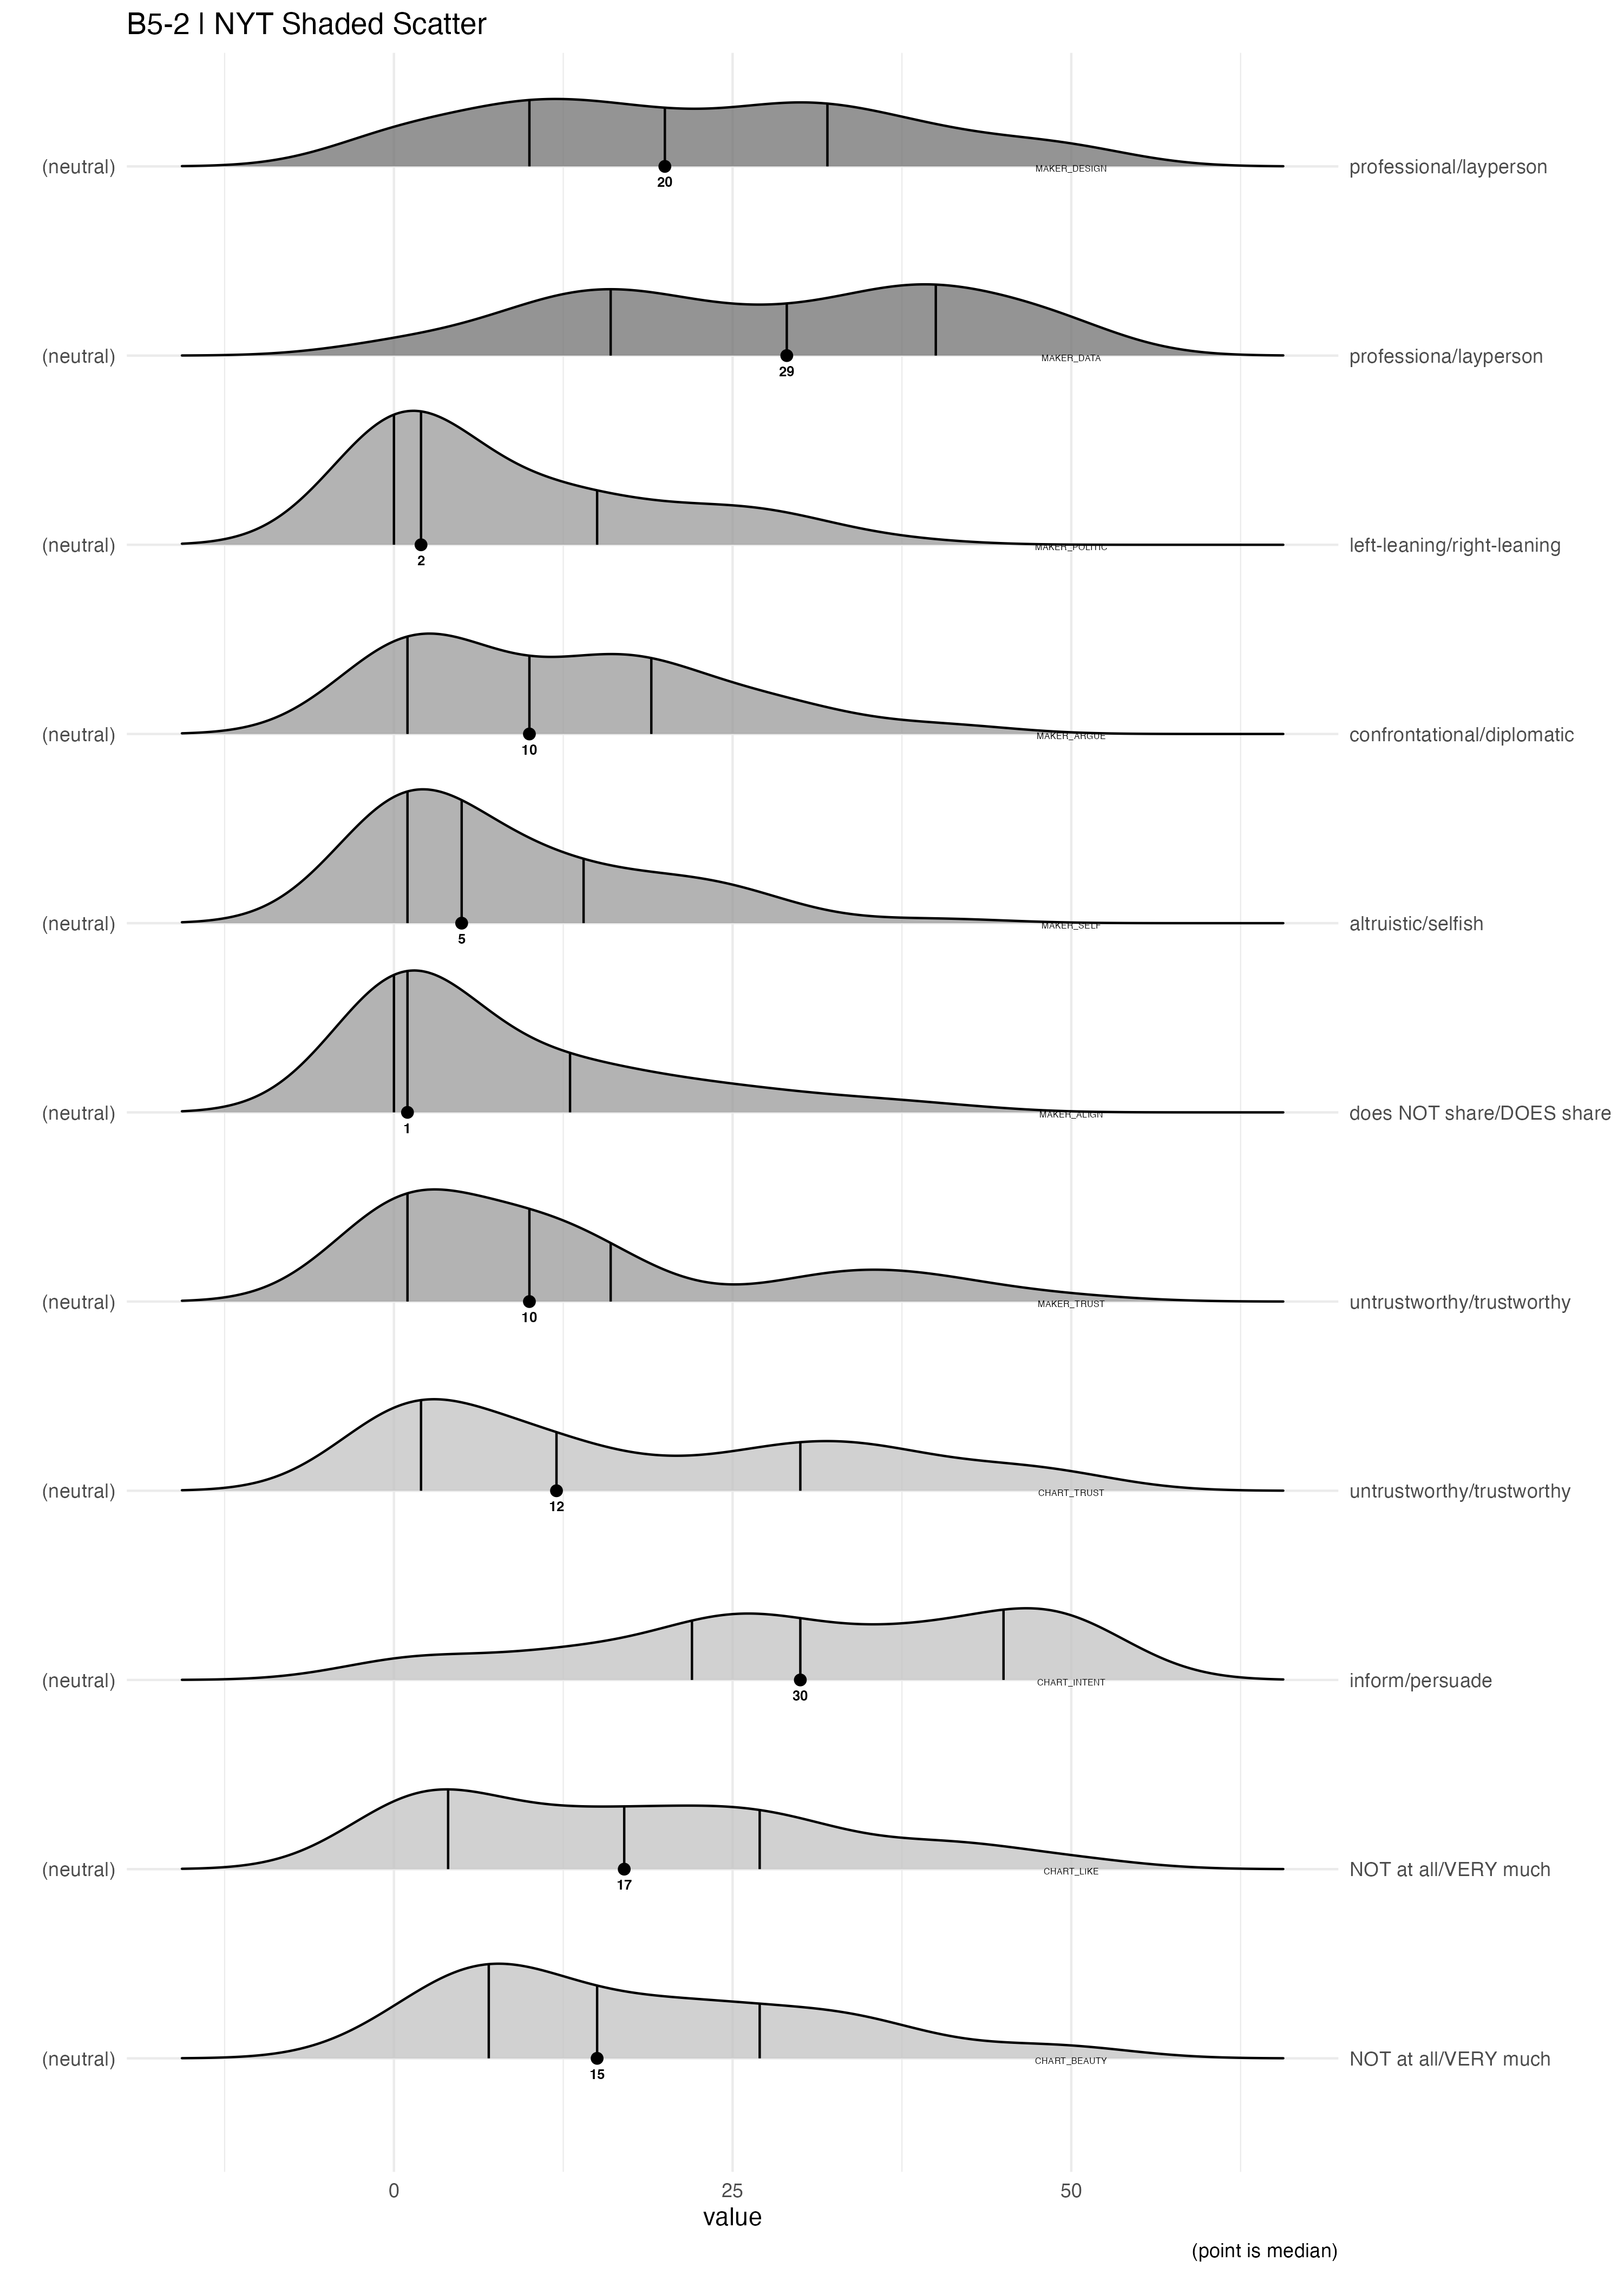 B5-2 | NYT Shaded Scatter
(neutral) MAKER_DESIGN professional/layperson
20
(neutral) MAKER_DATA professiona/layperson
29
(neutral) MAKER_POLITIC left-leaning/right-leaning
2
(neutral) MAKER_ARGUE confrontational/diplomatic
10
(neutral) MAKER_SELF altruistic/selfish
5
(neutral) MAKER_ALIGN does NOT share/DOES share
1
(neutral) MAKER_TRUST untrustworthy/trustworthy
10
(neutral) CHART_TRUST untrustworthy/trustworthy
12
(neutral) CHART_INTENT inform/persuade
30
(neutral) CHART_LIKE NOT at all/VERY much
17
(neutral) CHART_BEAUTY NOT at all/VERY much
15
0 25 50
value
(point is median)